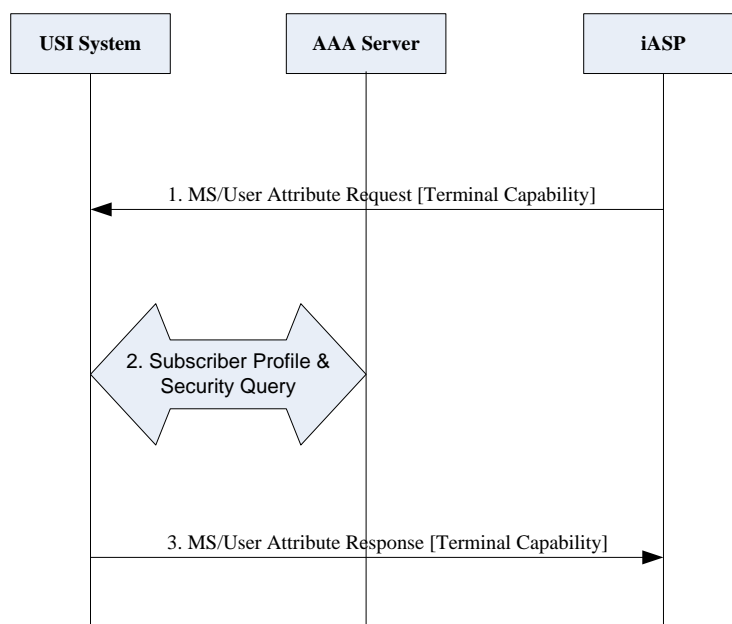 USI System
AAA Server
iASP
1. MS/User Attribute Request [Terminal Capability]
2. Subscriber Profile &
Security Query
3. MS/User Attribute Response [Terminal Capability]